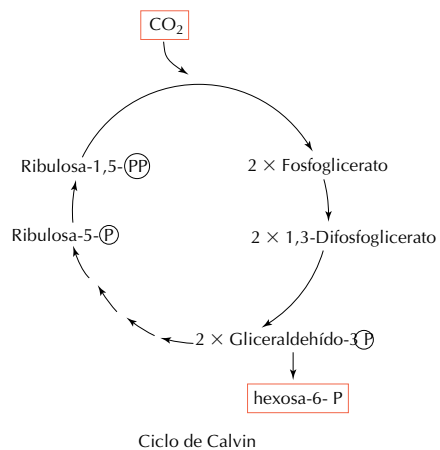 CO₂
Ribulosa-1,5-PP
2 × Fosfoglicerato
Ribulosa-5-P
2 × 1,3-Difosfoglicerato
2 × Gliceraldehído-3 P
hexosa-6- P
Ciclo de Calvin